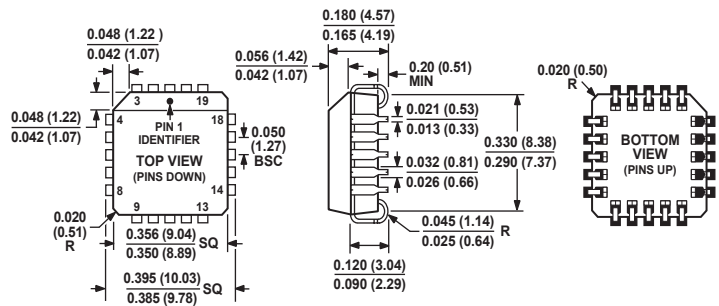 0.180 (4.57)
0.165 (4.19)
0.048 (1.22)
0.042 (1.07)
0.056 (1.42)
0.042 (1.07)
0.20 (0.51)
MIN
0.020 (0.50)
R
0.048 (1.22)
0.042 (1.07)
3
19
4
18
PIN 1
IDENTIFIER
TOP VIEW
(PINS DOWN)
0.050
(1.27)
BSC
8
14
9
13
0.020
(0.51)
R
0.356 (9.04)
0.350 (8.89)
SQ
0.395 (10.03)
0.385 (9.78)
SQ
0.021 (0.53)
0.013 (0.33)
0.032 (0.81)
0.026 (0.66)
0.330 (8.38)
0.290 (7.37)
0.045 (1.14)
0.025 (0.64)
R
0.120 (3.04)
0.090 (2.29)
BOTTOM
VIEW
(PINS UP)